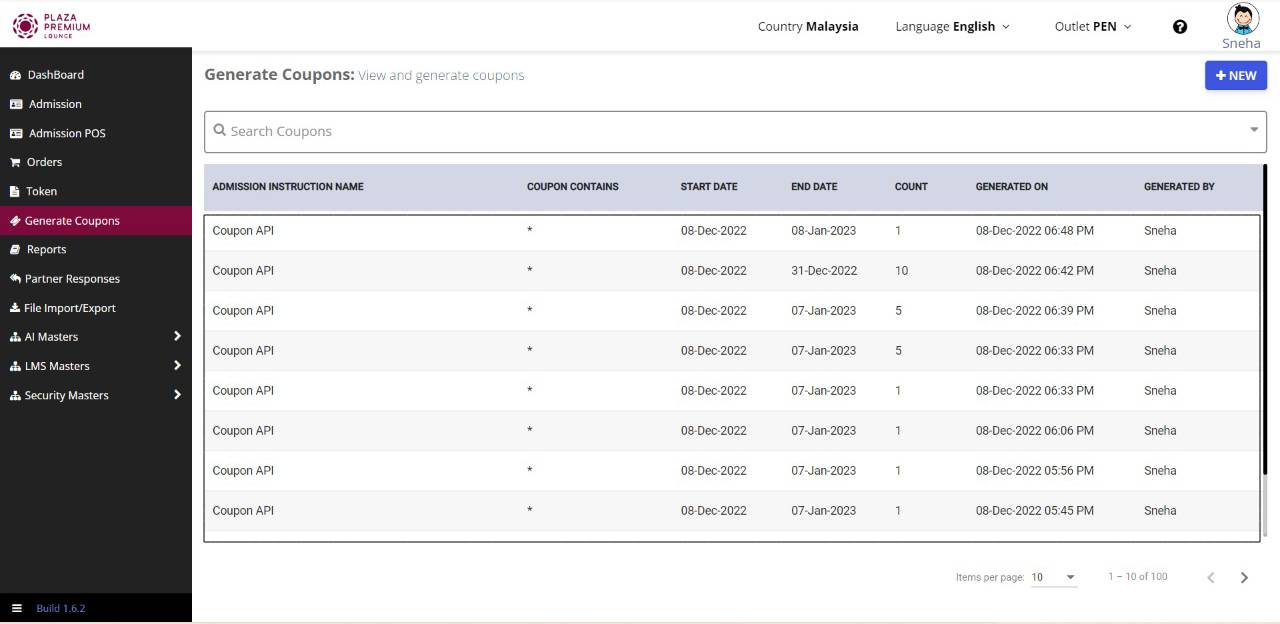 PLAZA
PREMIUM
LOUNGE
Country Malaysia
Language English
Outlet PEN
?
Sneha
DashBoard
Admission
Admission POS
Orders
Token
Generate Coupons
Reports
Partner Responses
File Import/Export
AI Masters
LMS Masters
Security Masters
Build 1.6.2
Generate Coupons: View and generate coupons
+ NEW
Search Coupons
ADMISSION INSTRUCTION NAME COUPON CONTAINS START DATE END DATE COUNT GENERATED ON GENERATED BY
Coupon API * 08-Dec-2022 08-Jan-2023 1 08-Dec-2022 06:48 PM Sneha
Coupon API * 08-Dec-2022 31-Dec-2022 10 08-Dec-2022 06:42 PM Sneha
Coupon API * 08-Dec-2022 07-Jan-2023 5 08-Dec-2022 06:39 PM Sneha
Coupon API * 08-Dec-2022 07-Jan-2023 5 08-Dec-2022 06:33 PM Sneha
Coupon API * 08-Dec-2022 07-Jan-2023 1 08-Dec-2022 06:33 PM Sneha
Coupon API * 08-Dec-2022 07-Jan-2023 1 08-Dec-2022 06:06 PM Sneha
Coupon API * 08-Dec-2022 07-Jan-2023 1 08-Dec-2022 05:56 PM Sneha
Coupon API * 08-Dec-2022 07-Jan-2023 1 08-Dec-2022 05:45 PM Sneha
Items per page: 10 1 – 10 of 100